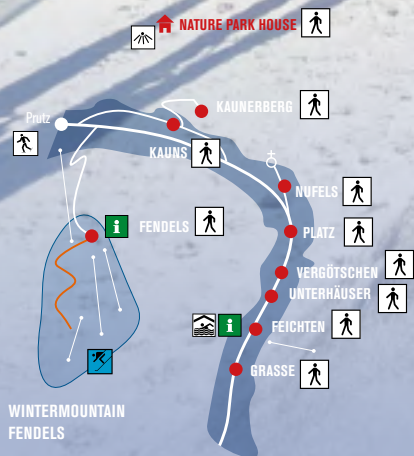 NATURE PARK HOUSE
Prutz
KAUNERBERG
KAUNS
NUFELS
i
FENDELS
PLATZ
VERGÖTSCHEN
UNTERHÄUSER
i
FEICHTEN
GRASSE
WINTERMOUNTAIN
FENDELS